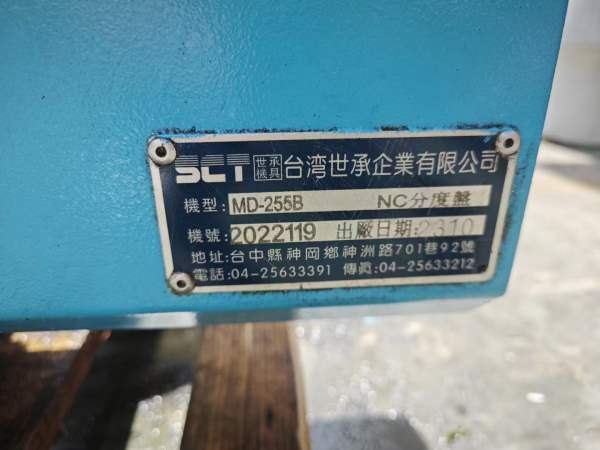 SCT 世承機具 台湾世承企業有限公司
機型: MD-255B NC分度盤
機號: 2022119 出廠日期: 2310
地址:台中縣神岡鄉神洲路701巷92號
電話:04-25633391 傳眞:04-25633212